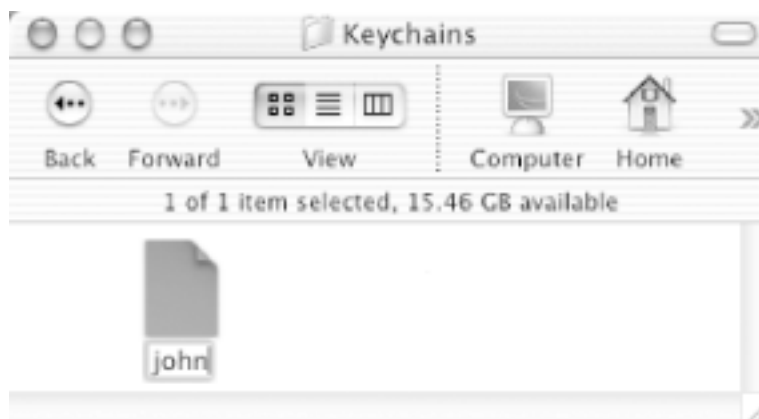 Keychains
Back Forward View Computer Home
1 of 1 item selected, 15.46 GB available
john